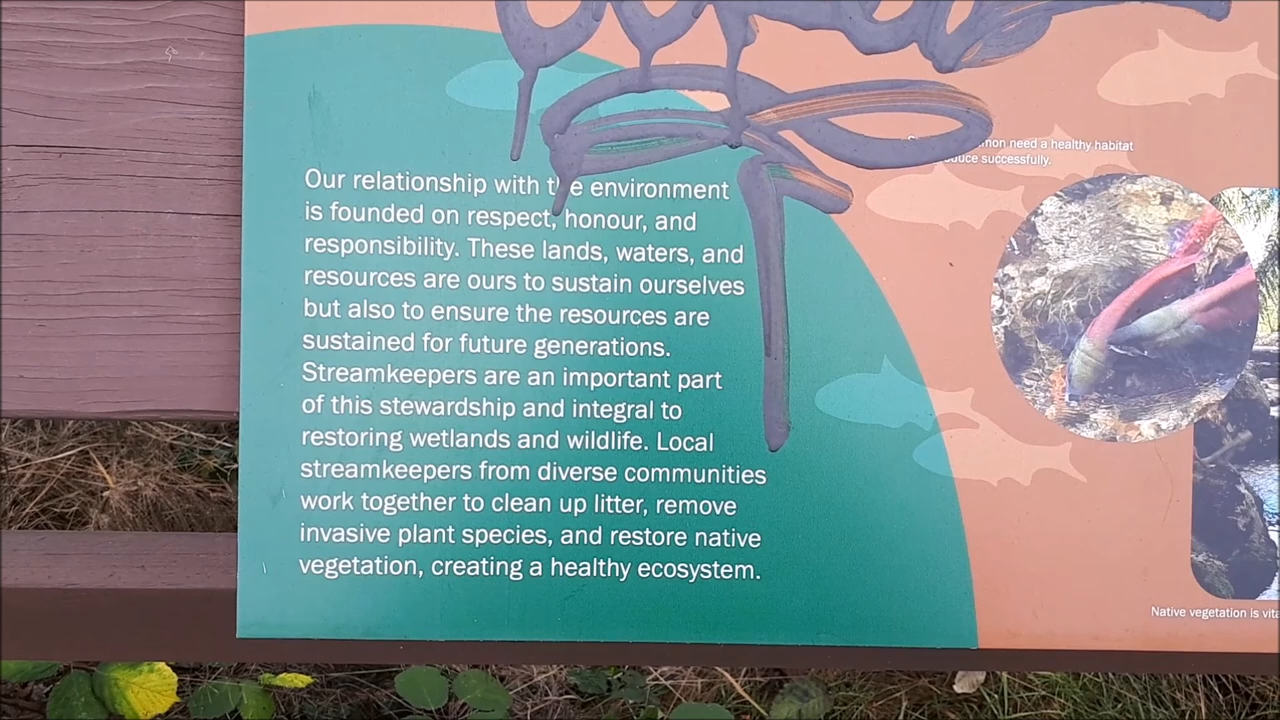 Our relationship with the environment
is founded on respect, honour, and
responsibility. These lands, waters, and
resources are ours to sustain ourselves
but also to ensure the resources are
sustained for future generations.
Streamkeepers are an important part
of this stewardship and integral to
restoring wetlands and wildlife. Local
streamkeepers from diverse communities
work together to clean up litter, remove
invasive plant species, and restore native
vegetation, creating a healthy ecosystem.
need a healthy habitat
successfully.
Native vegetation is